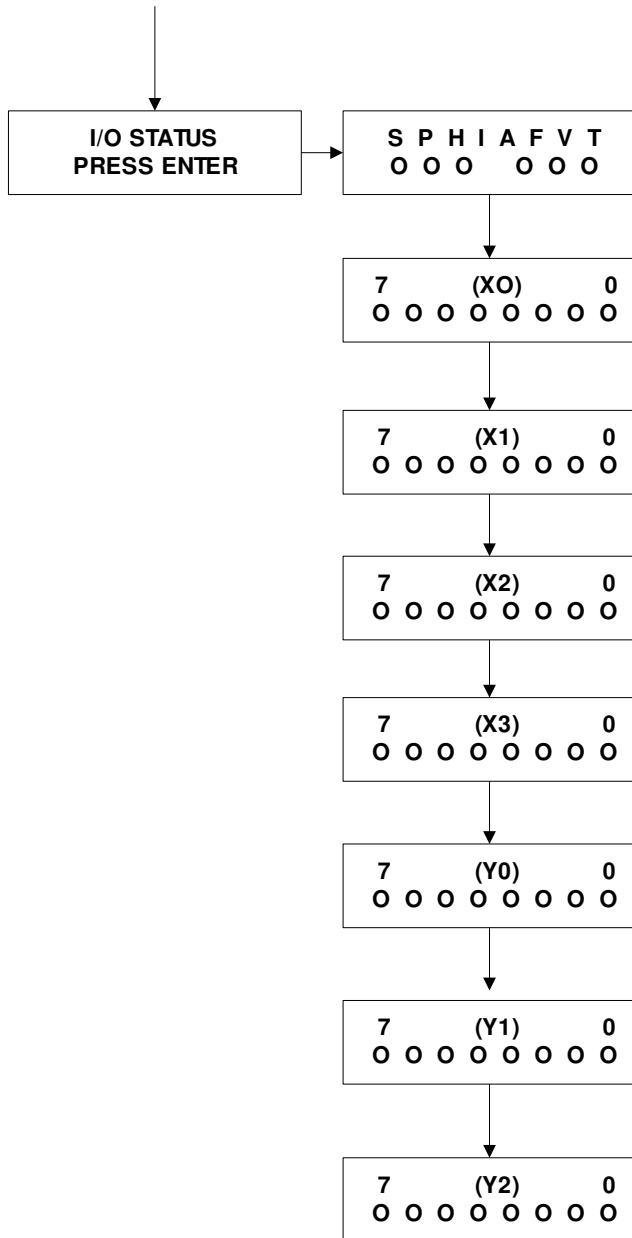 I/O STATUS
PRESS ENTER
S P H I A F V T
O O O O O O
7 (XO) 0
O O O O O O O O
7 (X1) 0
O O O O O O O O
7 (X2) 0
O O O O O O O O
7 (X3) 0
O O O O O O O O
7 (Y0) 0
O O O O O O O O
7 (Y1) 0
O O O O O O O O
7 (Y2) 0
O O O O O O O O